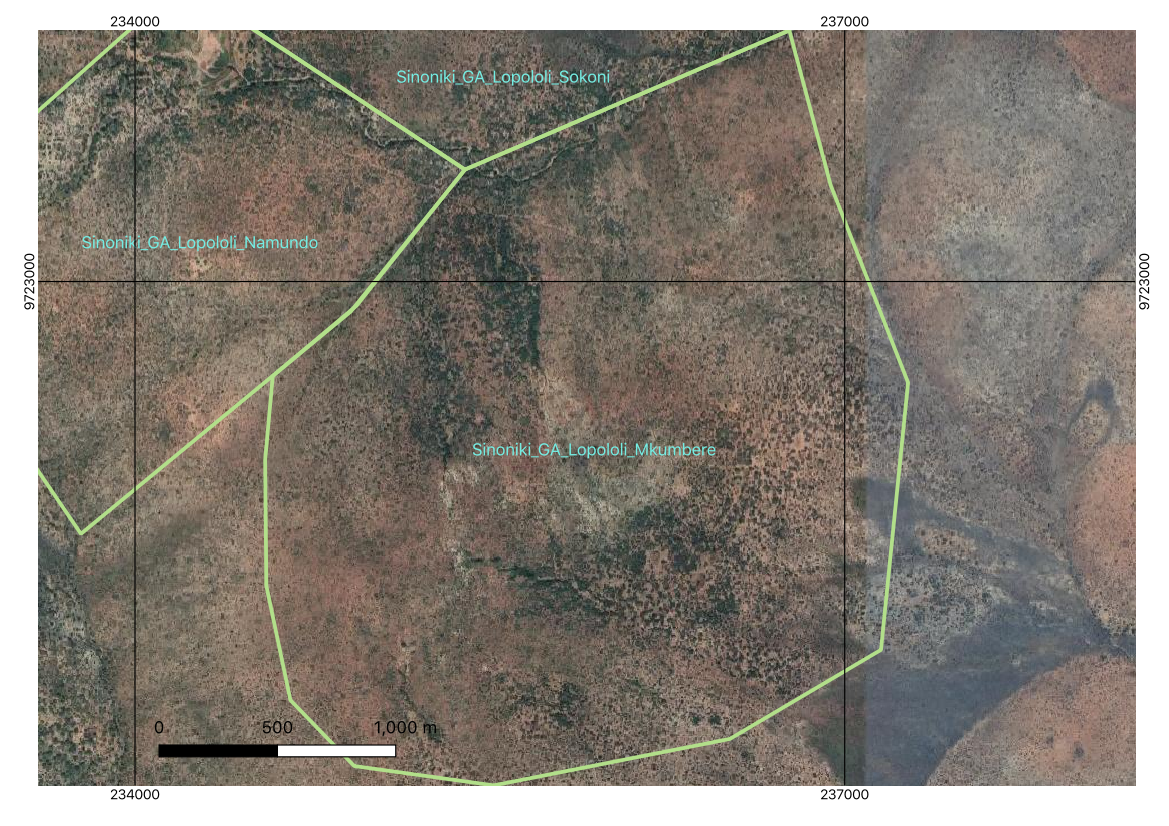 234000 237000
Sinoniki_GA_Lopololi_Sokoni
Sinoniki_GA_Lopololi_Namundo
9723000 9723000
Sinoniki_GA_Lopololi_Mkumbere
0 500 1,000 m
234000 237000